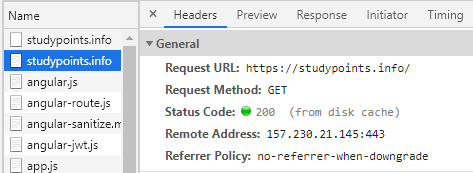 Name
studypoints.info
studypoints.info
angular.js
angular-route.js
angular-sanitize.m
angular-jwt.js
app.js
× Headers Preview Response Initiator Timing
▼ General
Request URL: https://studypoints.info/
Request Method: GET
Status Code: 200 (from disk cache)
Remote Address: 157.230.21.145:443
Referrer Policy: no-referrer-when-downgrade